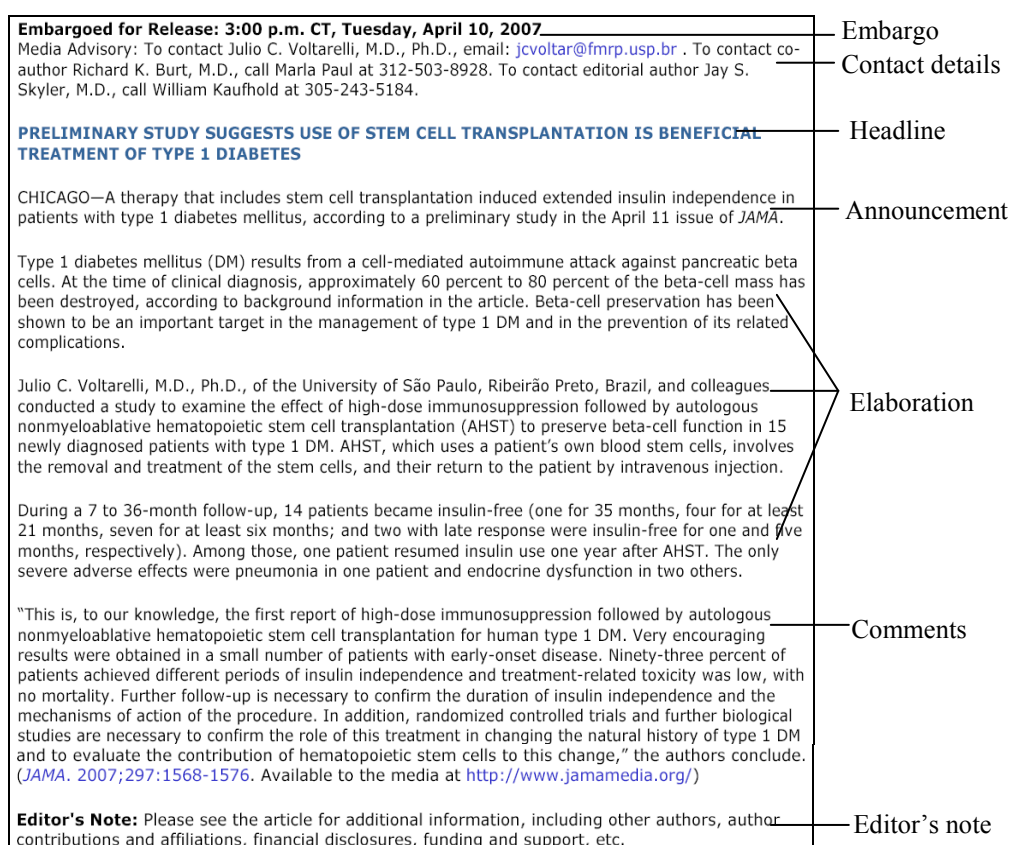 Embargoed for Release: 3:00 p.m. CT, Tuesday, April 10, 2007
Embargo
Media Advisory: To contact Julio C. Voltarelli, M.D., Ph.D., email: jcvoltar@fmrp.usp.br . To contact co-
author Richard K. Burt, M.D., call Marla Paul at 312-503-8928. To contact editorial author Jay S.
Skyler, M.D., call William Kaufhold at 305-243-5184.
Contact details
PRELIMINARY STUDY SUGGESTS USE OF STEM CELL TRANSPLANTATION IS BENEFICIAL
TREATMENT OF TYPE 1 DIABETES
Headline
CHICAGO—A therapy that includes stem cell transplantation induced extended insulin independence in
patients with type 1 diabetes mellitus, according to a preliminary study in the April 11 issue of JAMA.
Announcement
Type 1 diabetes mellitus (DM) results from a cell-mediated autoimmune attack against pancreatic beta
cells. At the time of clinical diagnosis, approximately 60 percent to 80 percent of the beta-cell mass has
been destroyed, according to background information in the article. Beta-cell preservation has been
shown to be an important target in the management of type 1 DM and in the prevention of its related
complications.
Julio C. Voltarelli, M.D., Ph.D., of the University of São Paulo, Ribeirão Preto, Brazil, and colleagues
conducted a study to examine the effect of high-dose immunosuppression followed by autologous
nonmyeloablative hematopoietic stem cell transplantation (AHST) to preserve beta-cell function in 15
newly diagnosed patients with type 1 DM. AHST, which uses a patient's own blood stem cells, involves
the removal and treatment of the stem cells, and their return to the patient by intravenous injection.
Elaboration
During a 7 to 36-month follow-up, 14 patients became insulin-free (one for 35 months, four for at least
21 months, seven for at least six months; and two with late response were insulin-free for one and five
months, respectively). Among those, one patient resumed insulin use one year after AHST. The only
severe adverse effects were pneumonia in one patient and endocrine dysfunction in two others.
“This is, to our knowledge, the first report of high-dose immunosuppression followed by autologous
nonmyeloablative hematopoietic stem cell transplantation for human type 1 DM. Very encouraging
results were obtained in a small number of patients with early-onset disease. Ninety-three percent of
patients achieved different periods of insulin independence and treatment-related toxicity was low, with
no mortality. Further follow-up is necessary to confirm the duration of insulin independence and the
mechanisms of action of the procedure. In addition, randomized controlled trials and further biological
studies are necessary to confirm the role of this treatment in changing the natural history of type 1 DM
and to evaluate the contribution of hematopoietic stem cells to this change,” the authors conclude.
(JAMA. 2007;297:1568-1576. Available to the media at http://www.jamamedia.org/)
Comments
Editor's Note: Please see the article for additional information, including other authors, author
contributions and affiliations, financial disclosures, funding and support, etc.
Editor’s note